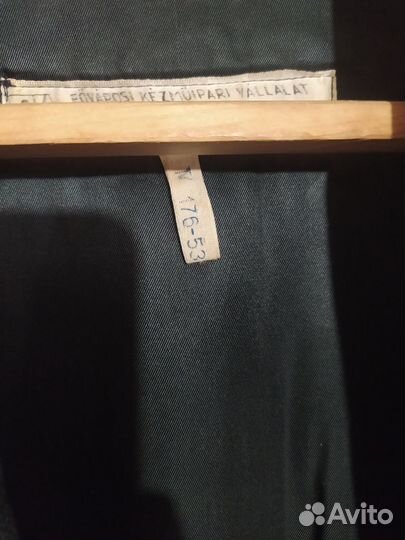 FŐVÁROSI KÉZMŰIPARI VÁLLALAT
N 176-53
Avito